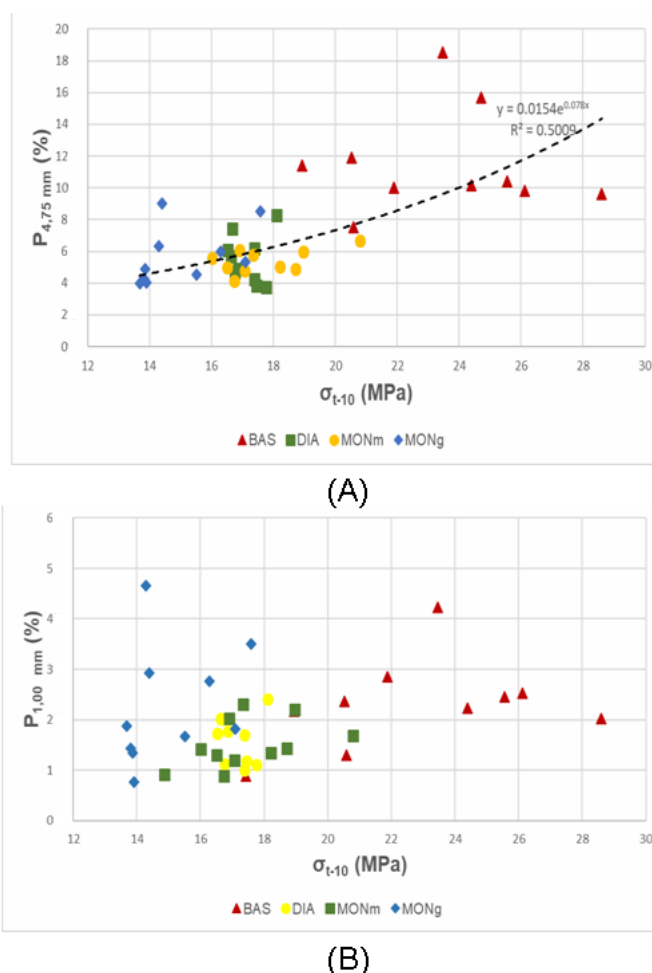 20
18
16
14
12
10
8
6
4
2
0
P4,75 mm (%)
y = 0.0154e^0.078x
R² = 0.5009
12 14 16 18 20 22 24 26 28 30
σt-10 (MPa)
BAS DIA MONm MONg
(A)
6
5
4
3
2
1
0
P1,00 mm (%)
12 14 16 18 20 22 24 26 28 30
σt-10 (MPa)
BAS DIA MONm MONg
(B)